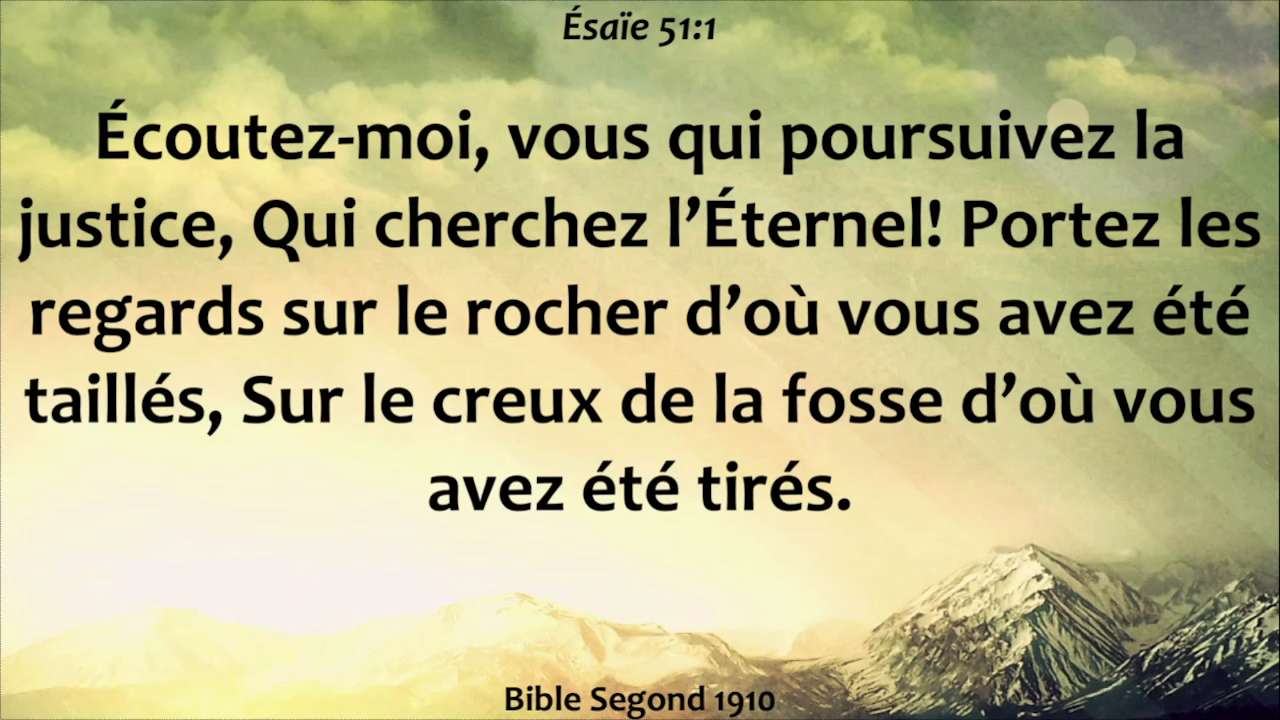 Ésaïe 51:1
Écoutez-moi, vous qui poursuivez la
justice, Qui cherchez l’Éternel! Portez les
regards sur le rocher d’où vous avez été
taillés, Sur le creux de la fosse d’où vous
avez été tirés.
Bible Segond 1910